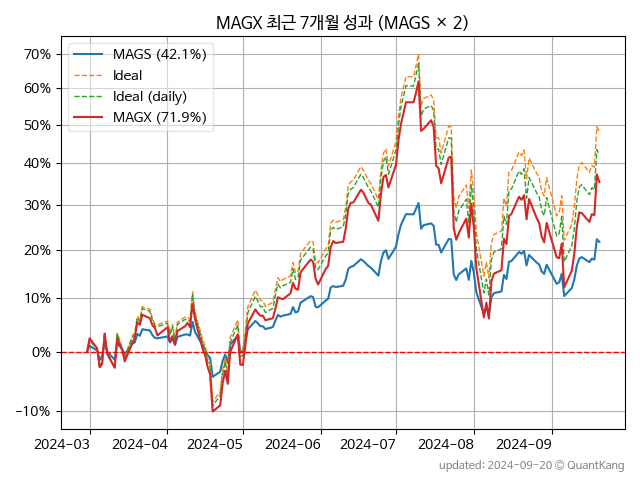 MAGX 최근 7개월 성과 (MAGS × 2)
MAGS (42.1%)
Ideal
Ideal (daily)
MAGX (71.9%)
70%
60%
50%
40%
30%
20%
10%
0%
−10%
2024-03 2024-04 2024-05 2024-06 2024-07 2024-08 2024-09
updated: 2024-09-20 © QuantKang